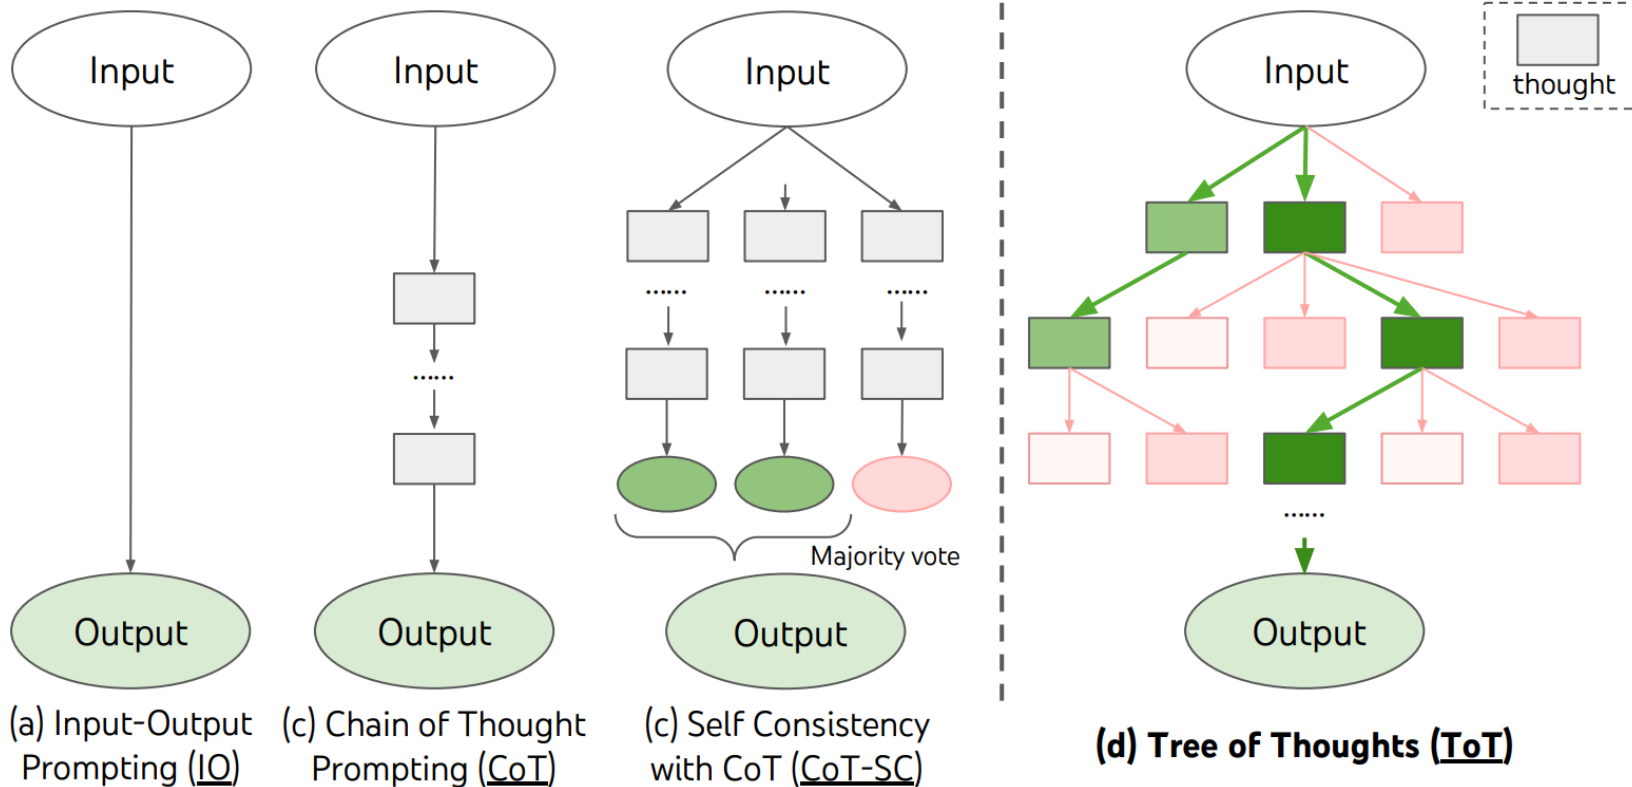 Input
Output
(a) Input-Output
Prompting (IO)
Input
......
Output
(c) Chain of Thought
Prompting (CoT)
Input
......
......
......
Majority vote
Output
(c) Self Consistency
with CoT (CoT-SC)
Input
......
Output
(d) Tree of Thoughts (ToT)
thought